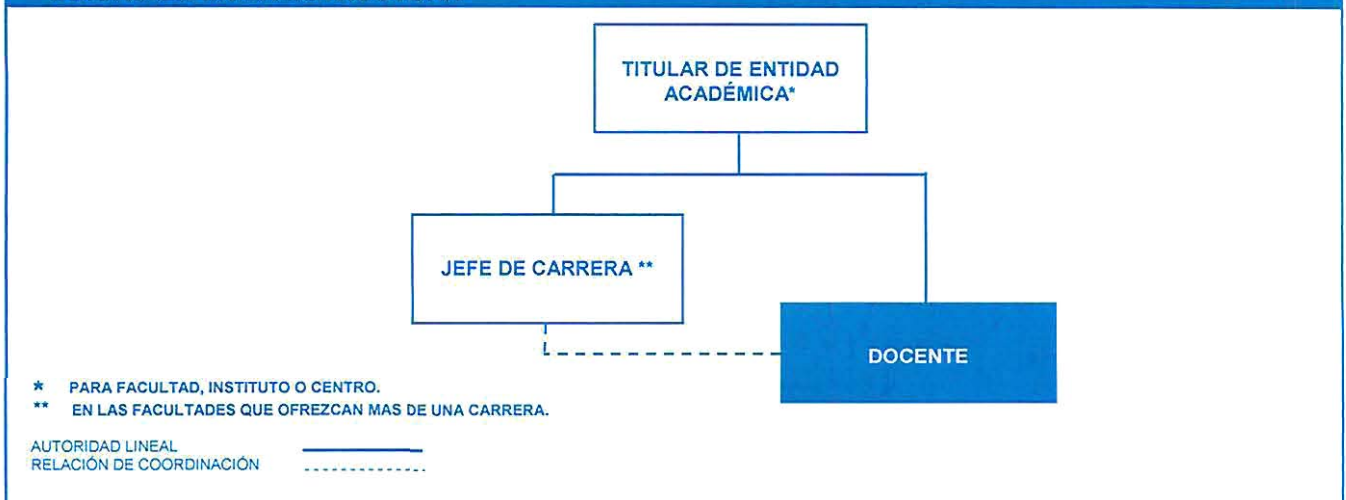 TITULAR DE ENTIDAD
ACADÉMICA*
JEFE DE CARRERA **
DOCENTE
* PARA FACULTAD, INSTITUTO O CENTRO.
** EN LAS FACULTADES QUE OFREZCAN MAS DE UNA CARRERA.
AUTORIDAD LINEAL
RELACIÓN DE COORDINACIÓN